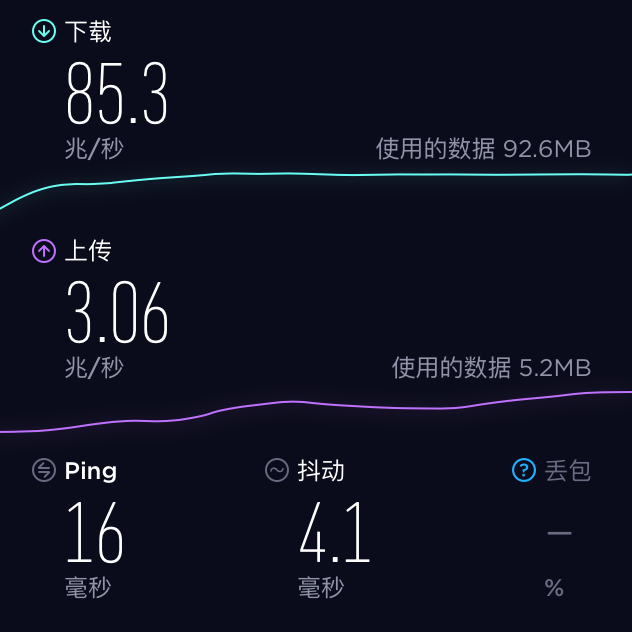 下载
85.3
兆/秒
使用的数据 92.6MB
上传
3.06
兆/秒
使用的数据 5.2MB
Ping 抖动 丢包
16 4.1 —
毫秒 毫秒 %